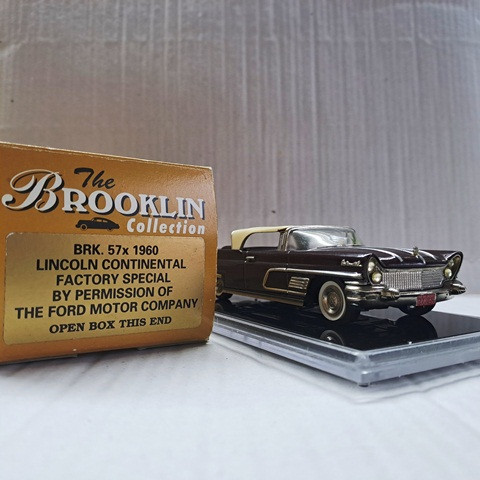 The
BROOKLIN
Collection
BRK. 57x 1960
LINCOLN CONTINENTAL
FACTORY SPECIAL
BY PERMISSION OF
THE FORD MOTOR COMPANY
OPEN BOX THIS END